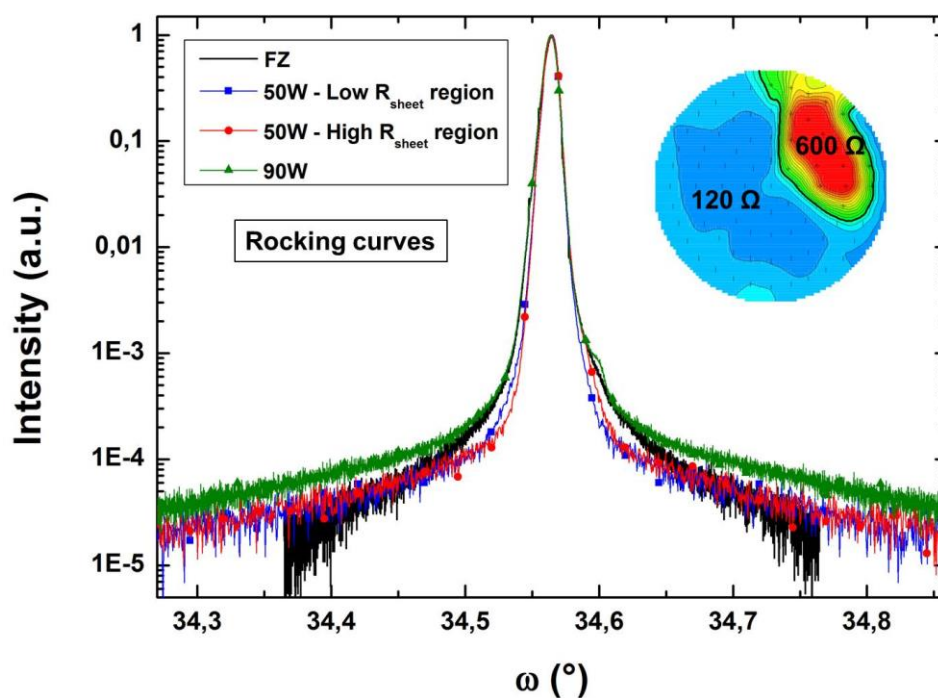 Intensity (a.u.)
1
0,1
0,01
1E-3
1E-4
1E-5
FZ
50W - Low Rsheet region
50W - High Rsheet region
90W
Rocking curves
600 Ω
120 Ω
34,3 34,4 34,5 34,6 34,7 34,8
ω (°)